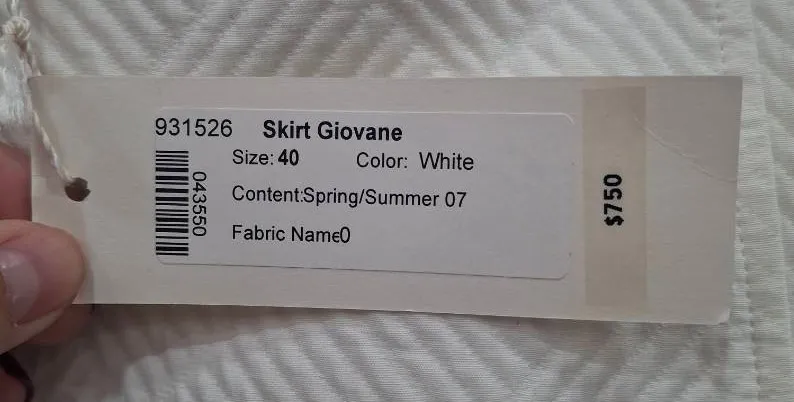 931526 Skirt Giovane
Size: 40 Color: White
043550
Content:Spring/Summer 07
Fabric Name0
$750